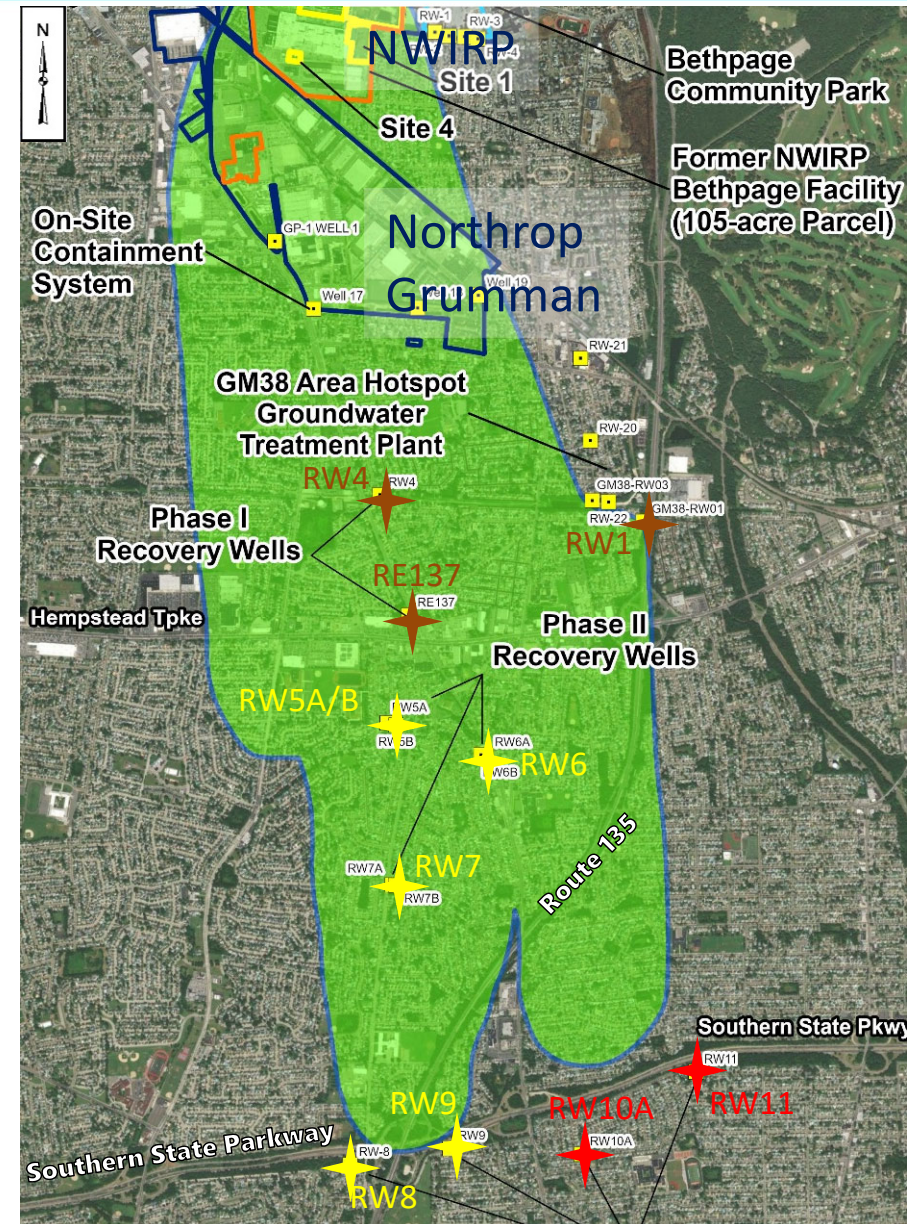 N
RW-1
RW-3
RW-4
NWIRP
Site 1
Bethpage
Community Park
Site 4
Former NWIRP
Bethpage Facility
(105-acre Parcel)
On-Site
Containment
System
GP-1 WELL 1
Northrop
Grumman
Well 17
Well 19
RW-21
GM38 Area Hotspot
Groundwater
Treatment Plant
RW-20
RW4
RW4
GM38-RW03
GM38-RW01
RW-22
RW1
Phase I
Recovery Wells
RE137
RE137
Hempstead Tpke
Phase II
Recovery Wells
RW5A/B
RW5A
RW5B
RW6A
RW6B
RW6
RW7A
RW7
RW7B
Route 135
Southern State Pkwy
RW11
RW11
RW9
RW10A
RW9
RW10A
Southern State Parkway
RW-8
RW8